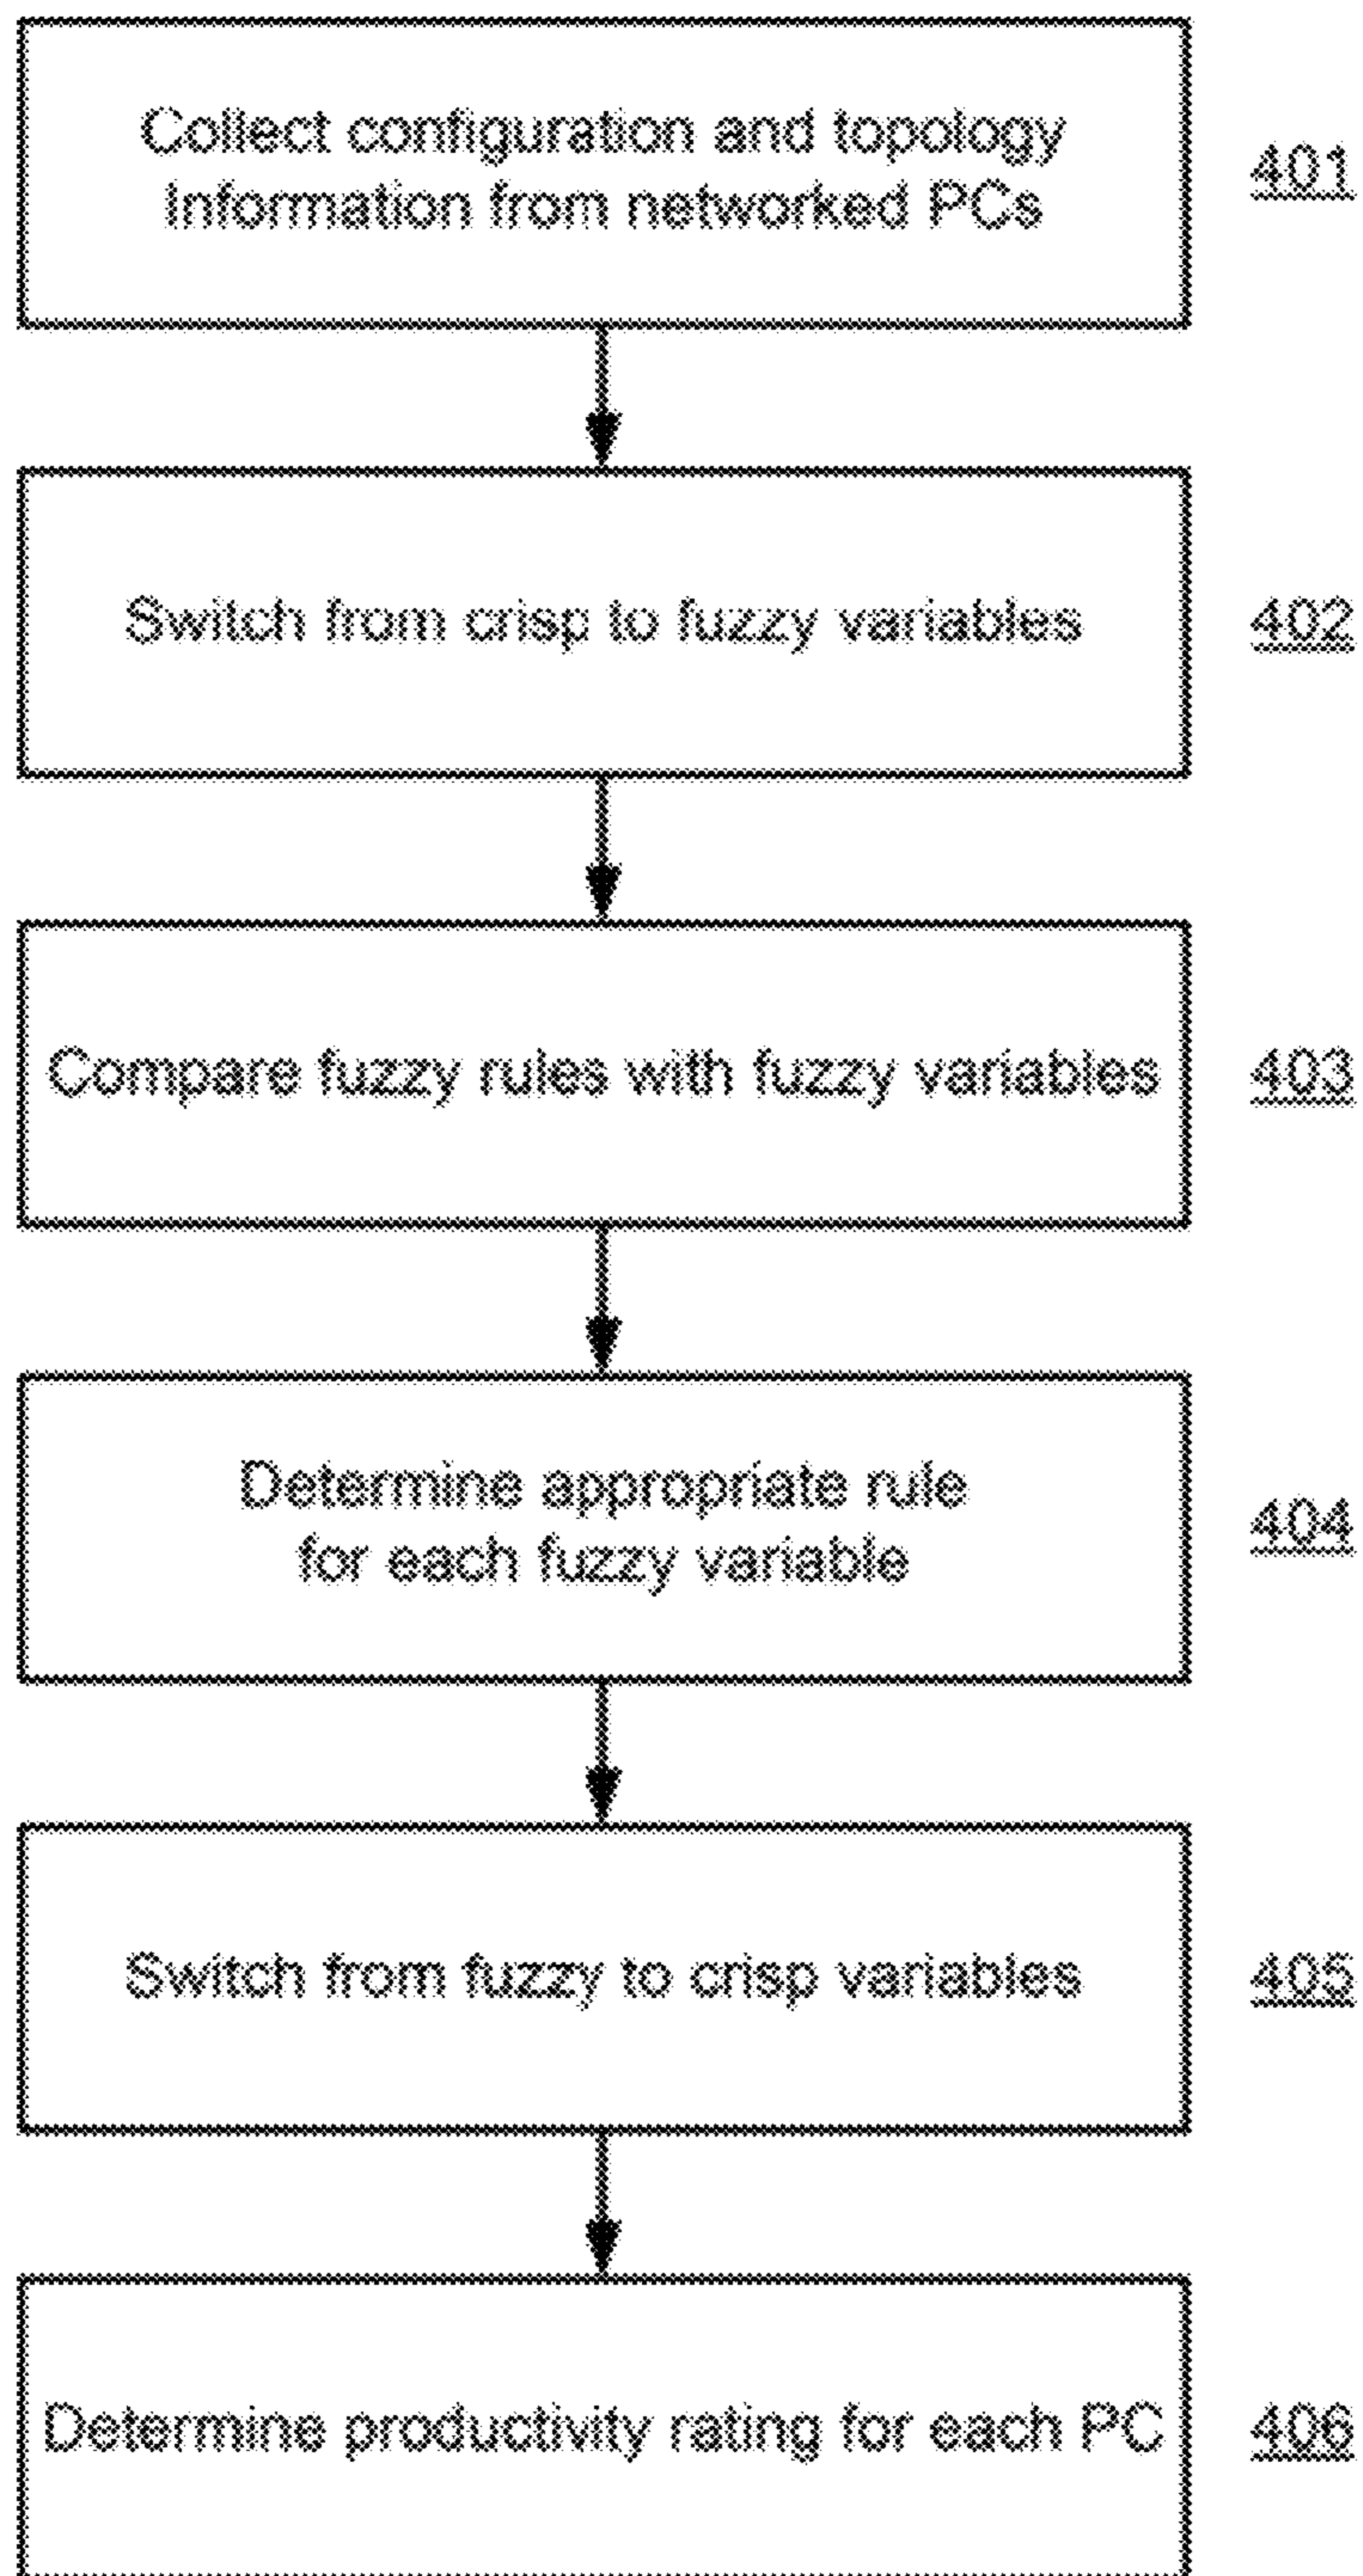 Collect configuration and topology
Information from networked PCs
401
Switch from crisp to fuzzy variables
402
Compare fuzzy rules with fuzzy variables
403
Determine appropriate rule
for each fuzzy variable
404
Switch from fuzzy to crisp variables
405
Determine productivity rating for each PC
406